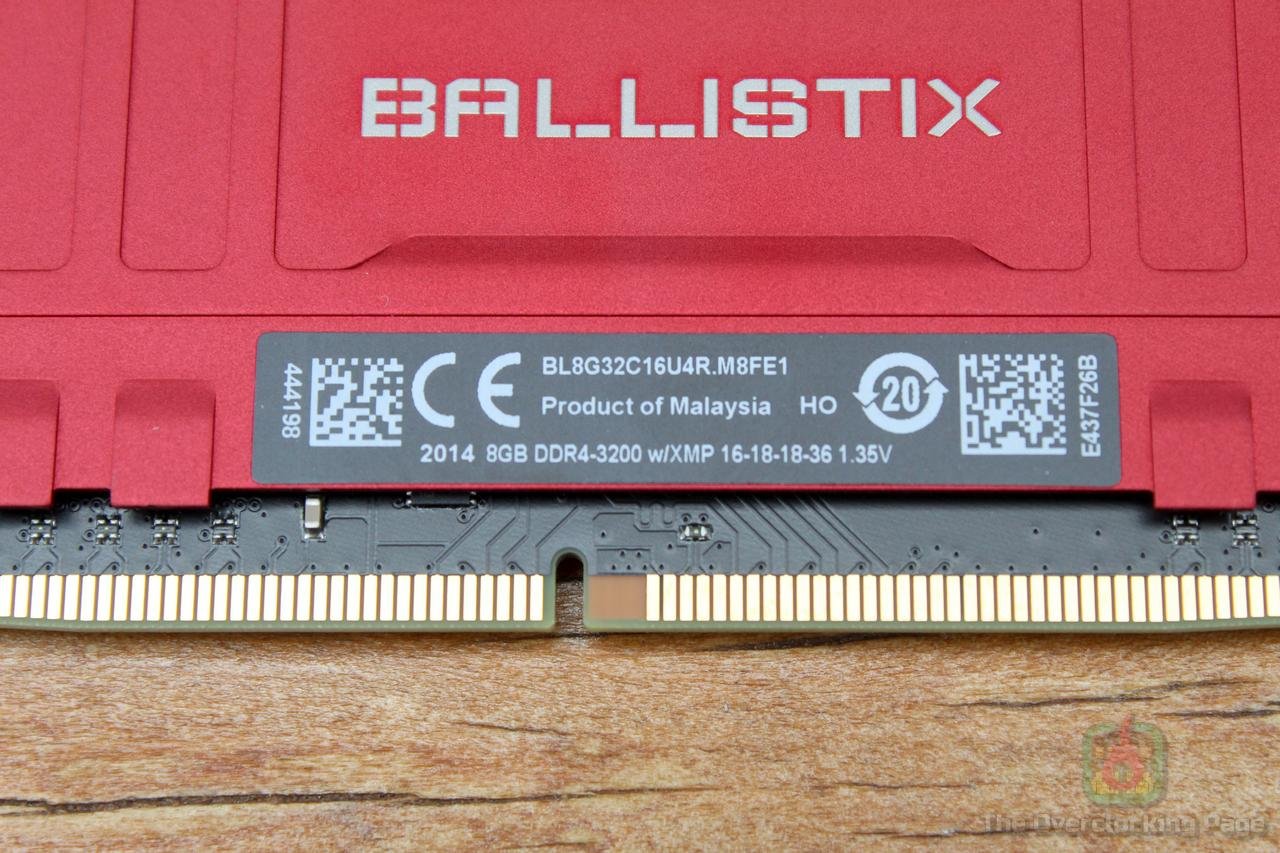 BALLISTIX
444198
BL8G32C16U4R.M8FE1
Product of Malaysia HO
20
E437F26B
2014 8GB DDR4-3200 w/XMP 16-18-18-36 1.35V
The Overclocking Page